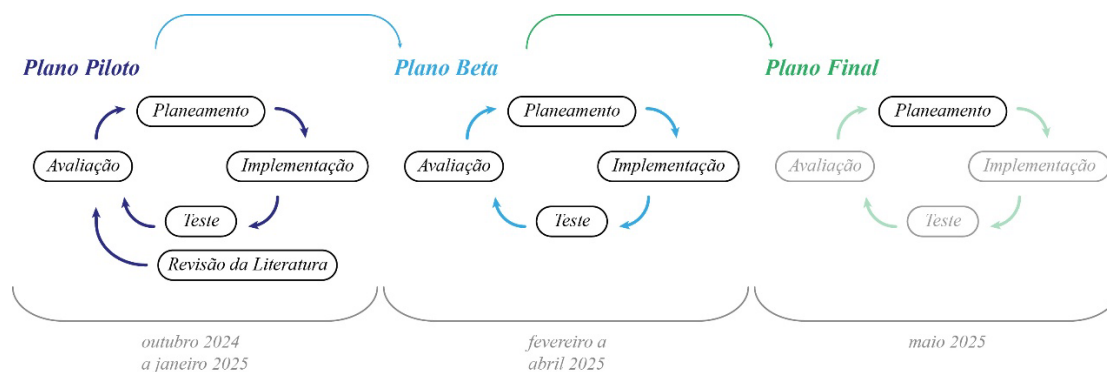 Plano Piloto
Planeamento
Avaliação
Implementação
Teste
Revisão da Literatura
outubro 2024
a janeiro 2025
Plano Beta
Planeamento
Avaliação
Implementação
Teste
fevereiro a
abril 2025
Plano Final
Planeamento
Avaliação
Implementação
Teste
maio 2025